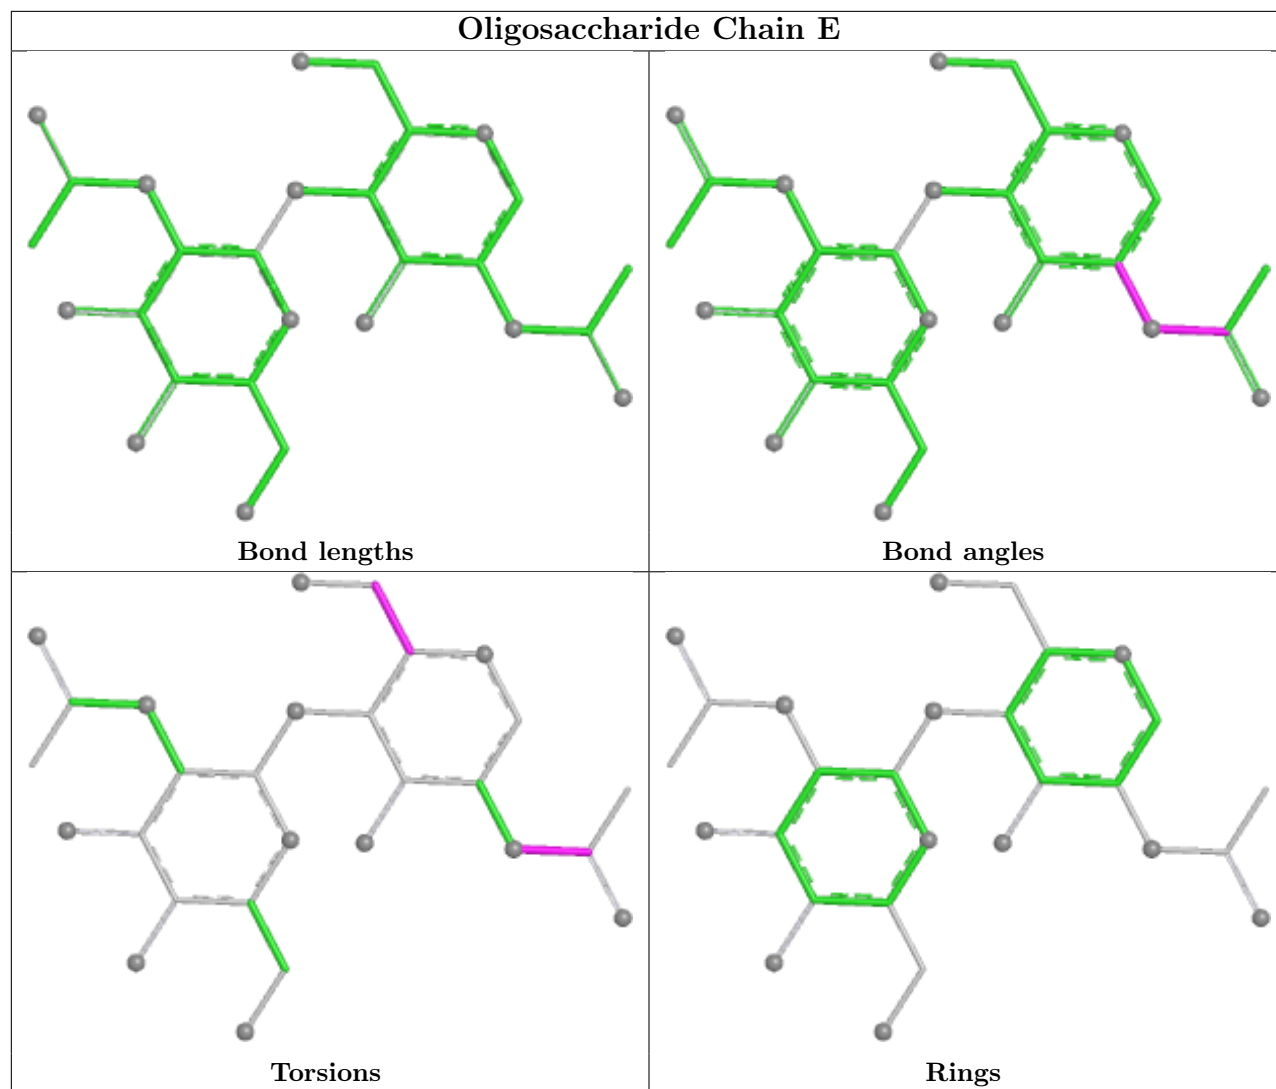 Oligosaccharide Chain E
Bond lengths
Bond angles
Torsions
Rings